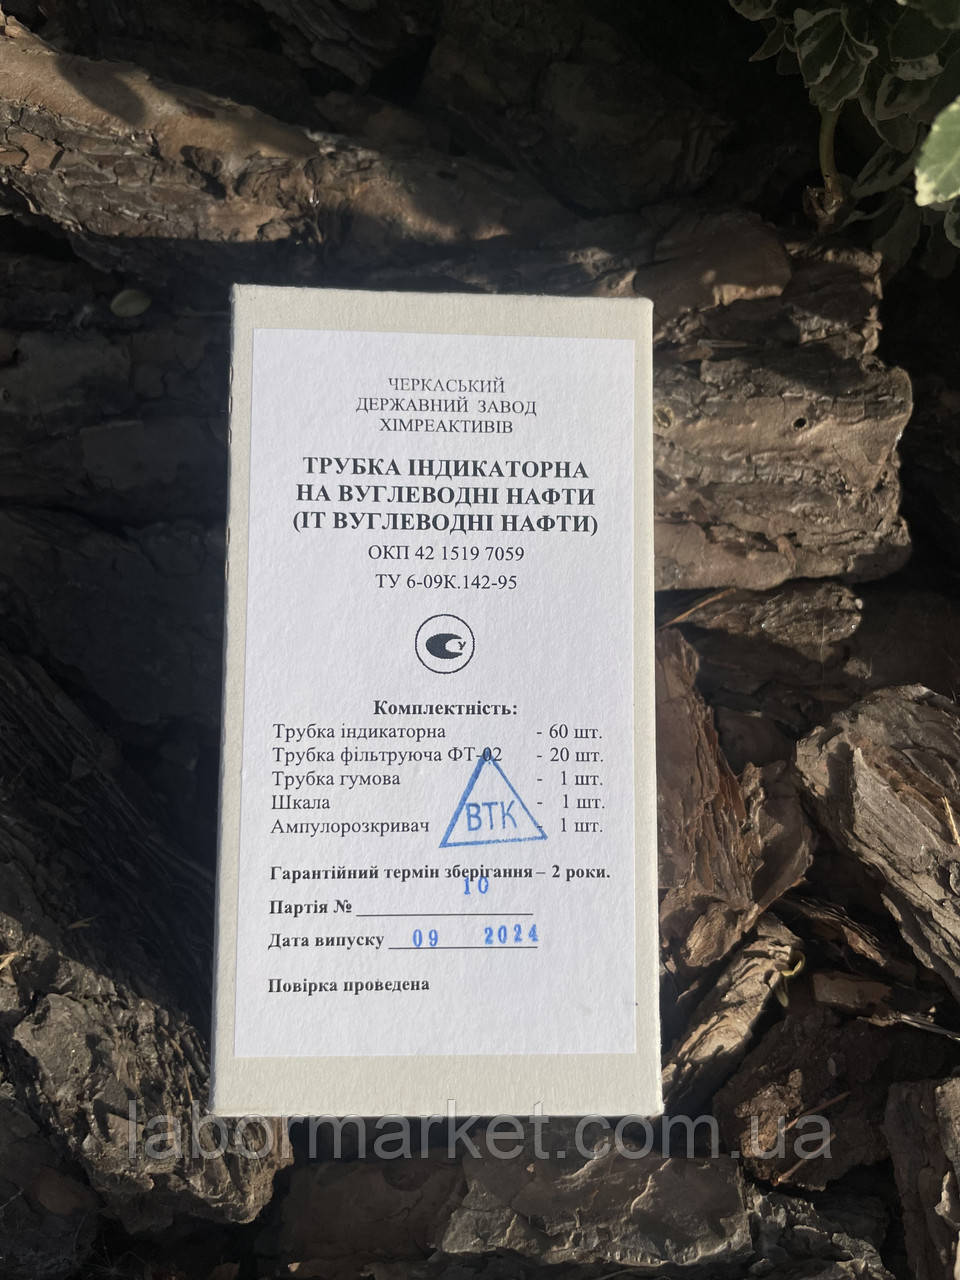 ЧЕРКАСЬКИЙ
ДЕРЖАВНИЙ ЗАВОД
ХІМРЕАКТИВІВ
ТРУБКА ІНДИКАТОРНА
НА ВУГЛЕВОДНІ НАФТИ
(ІТ ВУГЛЕВОДНІ НАФТИ)
ОКП 42 1519 7059
ТУ 6-09К.142-95
У
Комплектність:
Трубка індикаторна - 60 шт.
Трубка фільтруюча ФТ-02 - 20 шт.
Трубка гумова - 1 шт.
Шкала - 1 шт.
Ампулорозкривач - 1 шт.
ВТК
Гарантійний термін зберігання – 2 роки.
Партія № 10
Дата випуску 09 2024
Повірка проведена
labormarket.com.ua